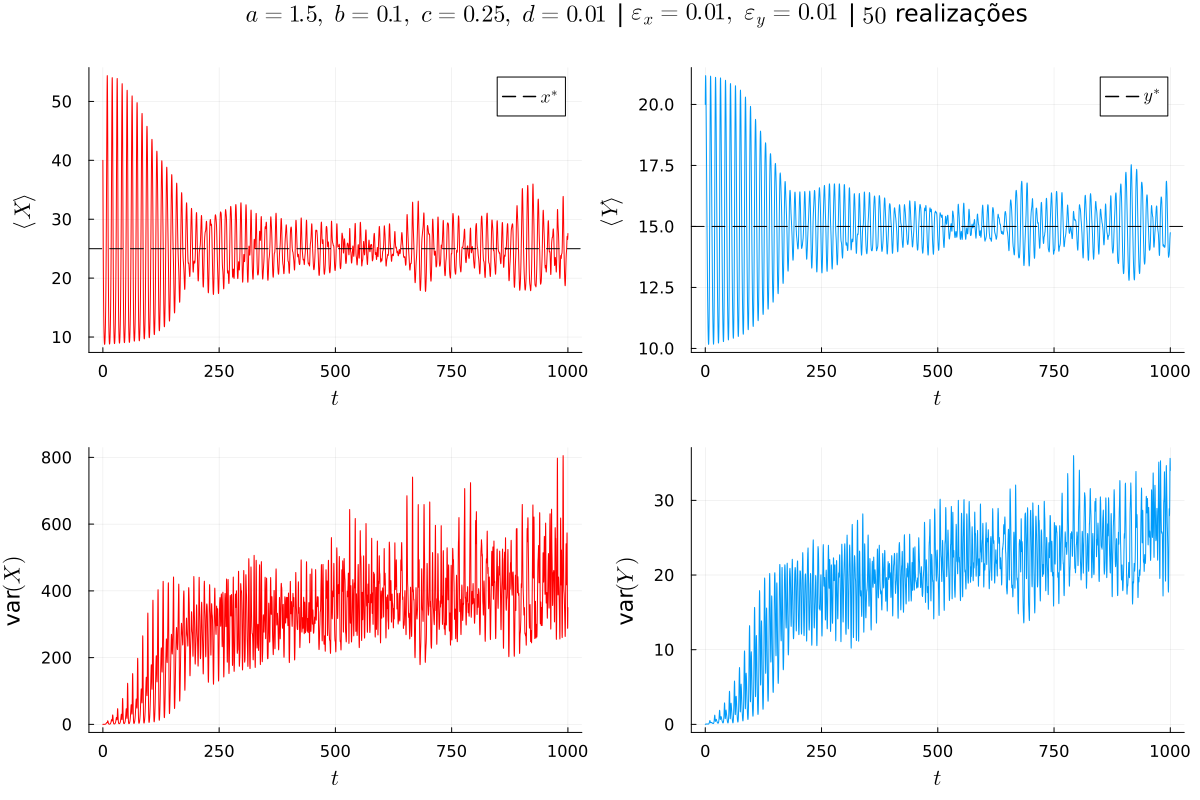 a = 1.5, b = 0.1, c = 0.25, d = 0.01 | εₓ = 0.01, ε_y = 0.01 | 50 realizações
50
40
30
20
10
⟨X⟩
x*
0 250 500 750 1000
t
20.0
17.5
15.0
12.5
10.0
⟨Y⟩
y*
0 250 500 750 1000
t
800
600
400
200
0
var(X)
0 250 500 750 1000
t
30
20
10
0
var(Y)
0 250 500 750 1000
t